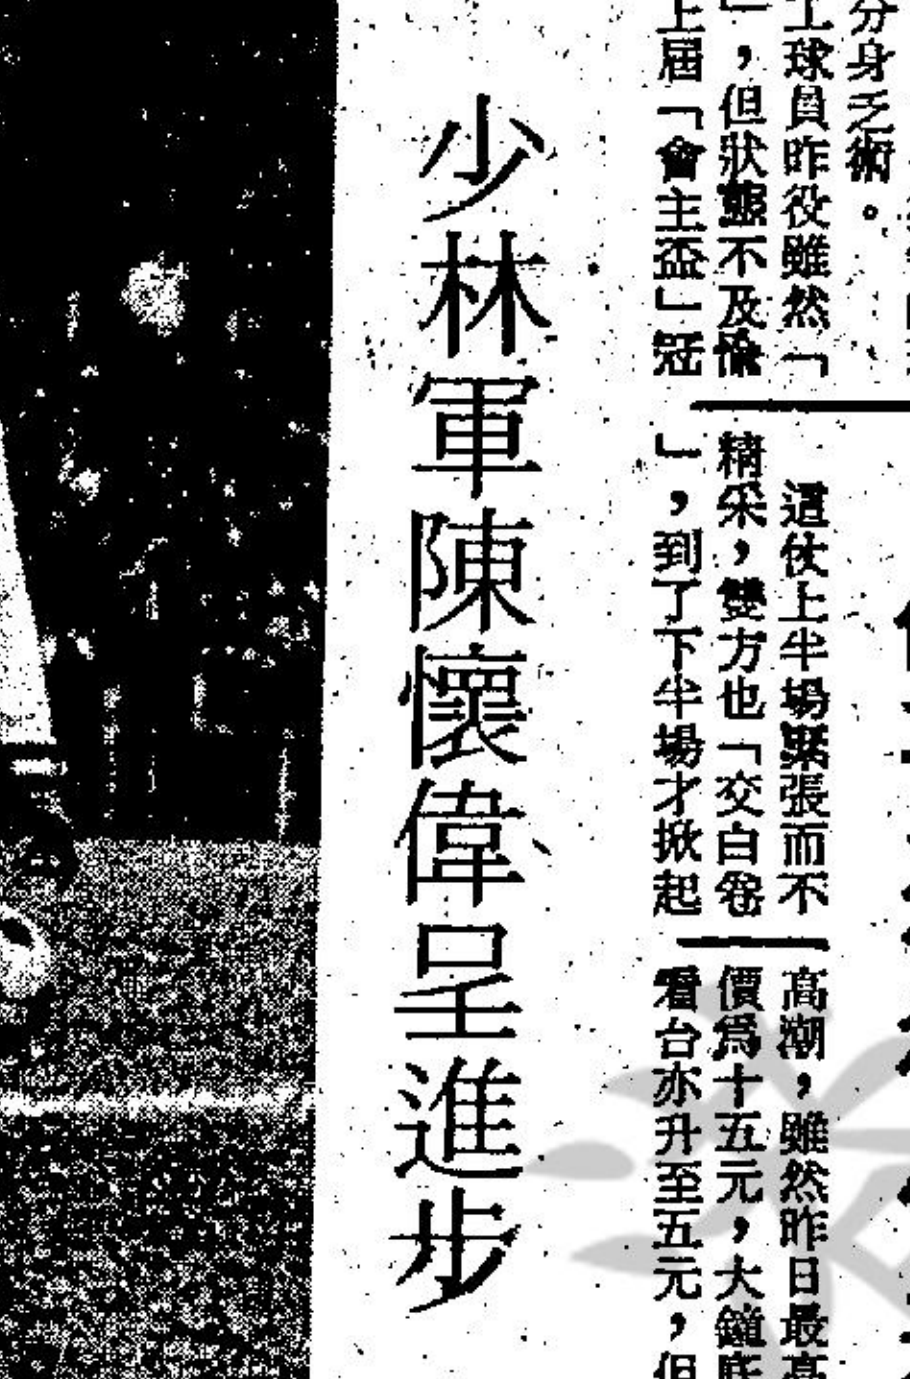 分身乏術。
工球員昨役雖然「
」，但狀態不及愉
上屆「會主盃」冠
這仗上半場緊張而不
精采，雙方也「交白卷
」，到了下半場才掀起
高潮，雖然昨日最高
價爲十五元，大鐘底
看台亦升至五元，但
少林軍陳懷偉呈進步